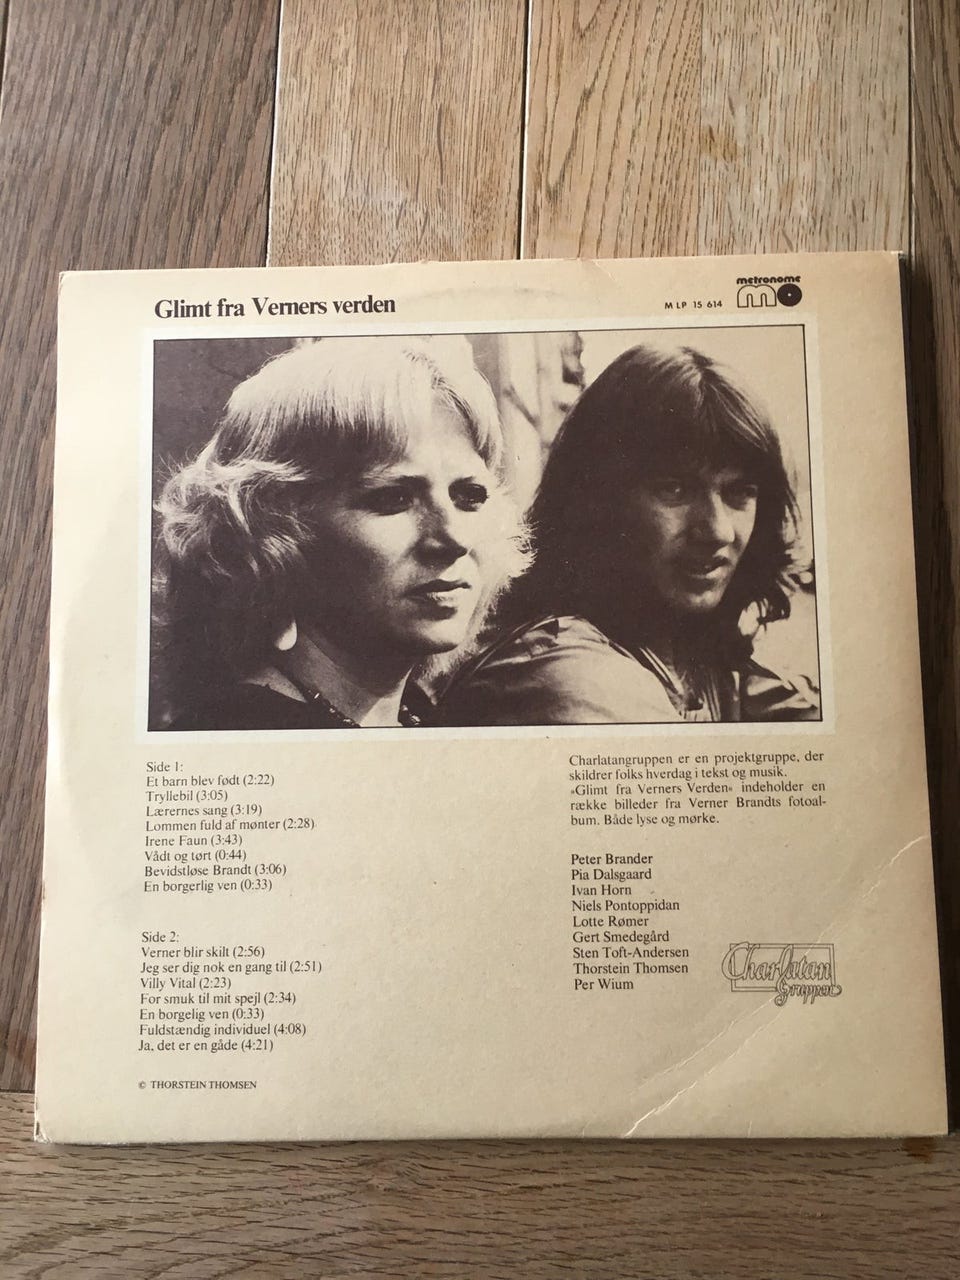 Glimt fra Verners verden
MLP 15 614
metronome
mo
Side 1:
Et barn blev født (2:22)
Tryllebil (3:05)
Lærernes sang (3:19)
Lommen fuld af mønter (2:28)
Irene Faun (3:43)
Vådt og tørt (0:44)
Bevidstløse Brandt (3:06)
En borgerlig ven (0:33)
Side 2:
Verner blir skilt (2:56)
Jeg ser dig nok en gang til (2:51)
Villy Vital (2:23)
For smuk til mit spejl (2:34)
En borgelig ven (0:33)
Fuldstændig individuel (4:08)
Ja, det er en gåde (4:21)
© THORSTEIN THOMSEN
Charlatangruppen er en projektgruppe, der
skildrer folks hverdag i tekst og musik.
»Glimt fra Verners Verden« indeholder en
række billeder fra Verner Brandts fotoal-
bum. Både lyse og mørke.
Peter Brander
Pia Dalsgaard
Ivan Horn
Niels Pontoppidan
Lotte Rømer
Gert Smedegård
Sten Toft-Andersen
Thorstein Thomsen
Per Wium
Charlatan
Gruppen